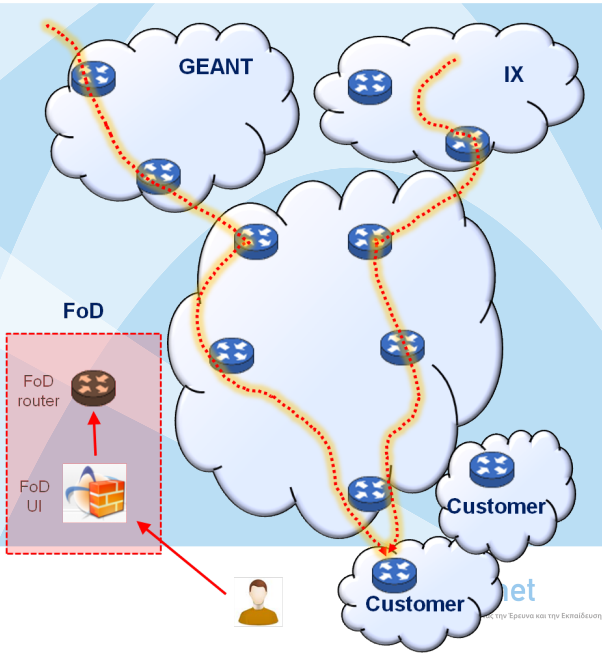 GEANT
IX
FoD
FoD
router
FoD
UI
Customer
Customer
net
την Έρευνα και την Εκπαίδευση